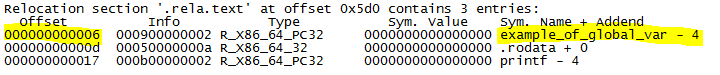 Relocation section '.rela.text' at offset 0x5d0 contains 3 entries:
Offset Info Type Sym. Value Sym. Name + Addend
000000000006 000900000002 R_X86_64_PC32 0000000000000000 example_of_global_var - 4
00000000000d 00050000000a R_X86_64_32 0000000000000000 .rodata + 0
000000000017 000b00000002 R_X86_64_PC32 0000000000000000 printf - 4